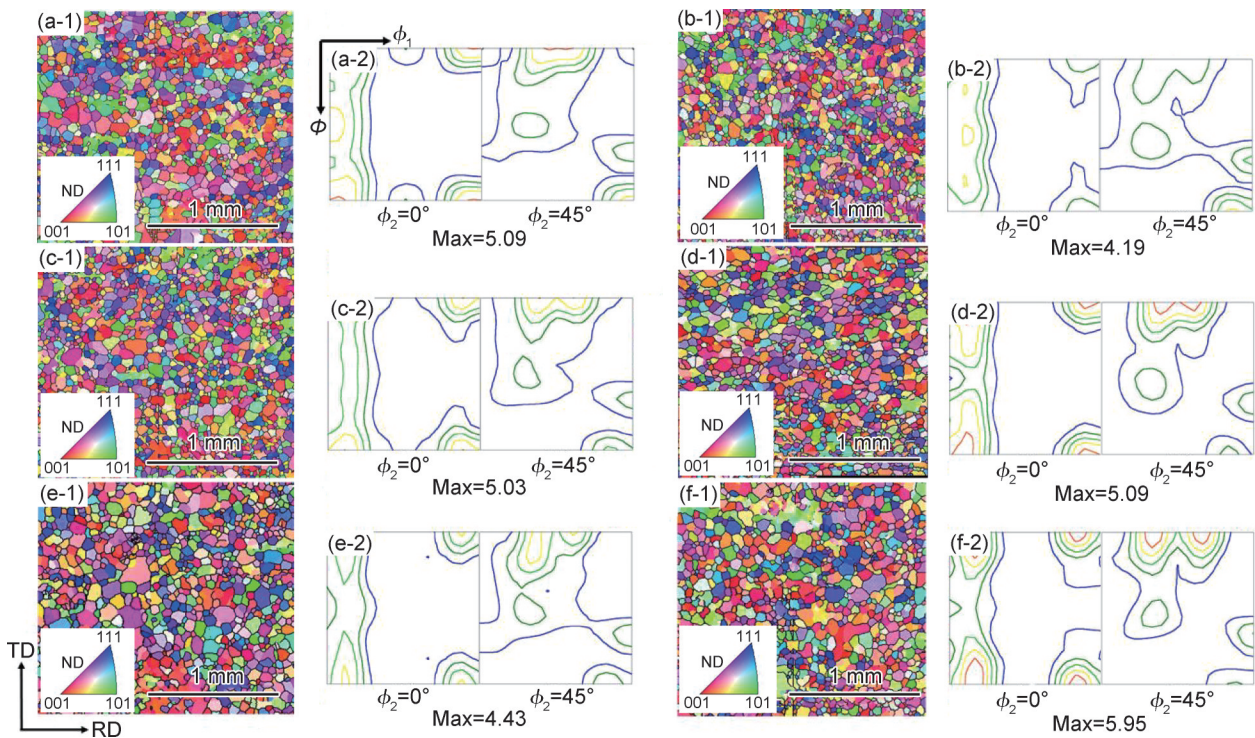 (a-1)
ND
111
001 101
1 mm
ϕ1
Φ
(a-2)
ϕ2=0° ϕ2=45°
Max=5.09
(b-1)
ND
111
001 101
1 mm
(b-2)
ϕ2=0° ϕ2=45°
Max=4.19
(c-1)
ND
111
001 101
1 mm
(c-2)
ϕ2=0° ϕ2=45°
Max=5.03
(d-1)
ND
111
001 101
1 mm
(d-2)
ϕ2=0° ϕ2=45°
Max=5.09
(e-1)
ND
111
001 101
1 mm
(e-2)
ϕ2=0° ϕ2=45°
Max=4.43
(f-1)
ND
111
001 101
1 mm
(f-2)
ϕ2=0° ϕ2=45°
Max=5.95
TD
RD